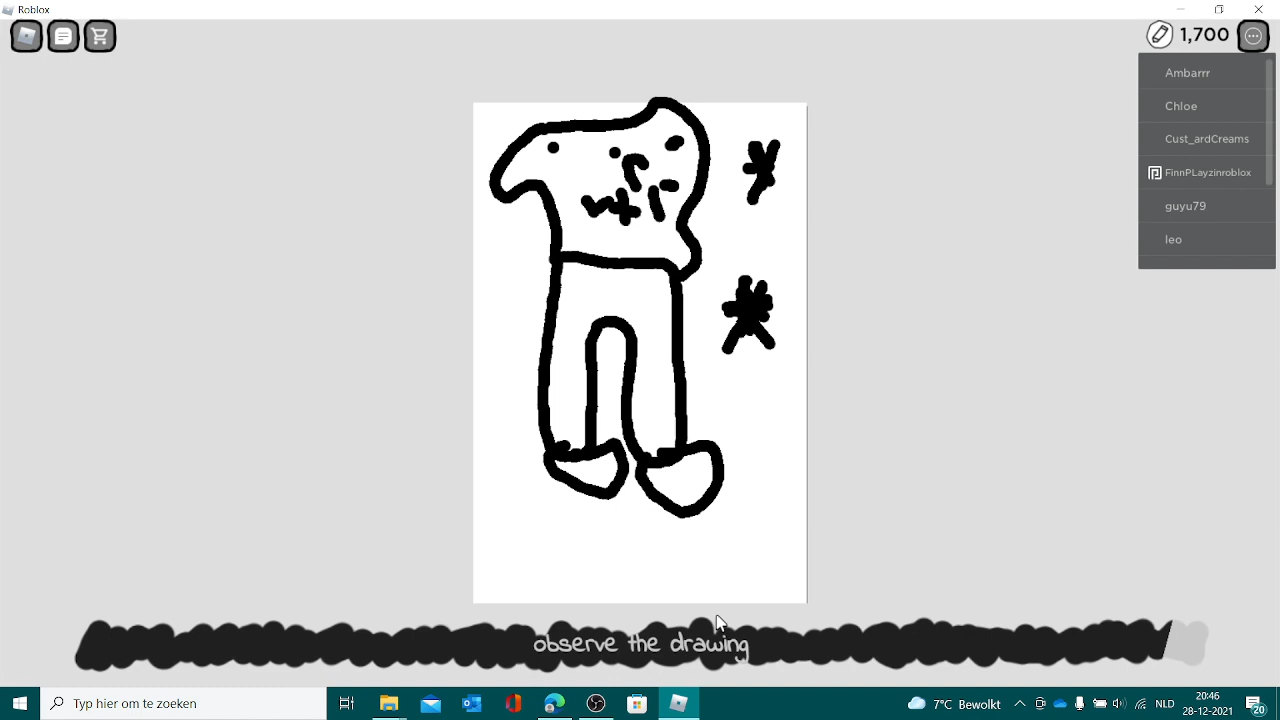 Roblox
1,700
Ambarrr
Chloe
Cust_ardCreams
FinnPLayzinroblox
guyu79
leo
observe the drawing
Typ hier om te zoeken
7°C Bewolkt
NLD
20:46
28-12-2021
20